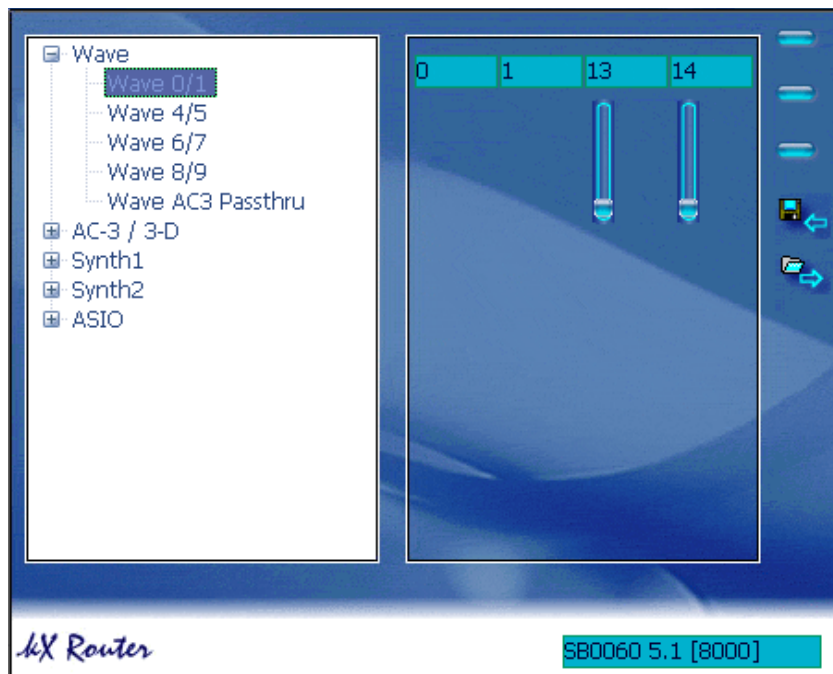 Wave
Wave 0/1
Wave 4/5
Wave 6/7
Wave 8/9
Wave AC3 Passthru
AC-3 / 3-D
Synth1
Synth2
ASIO
0 1 13 14
kX Router
SB0060 5.1 [8000]